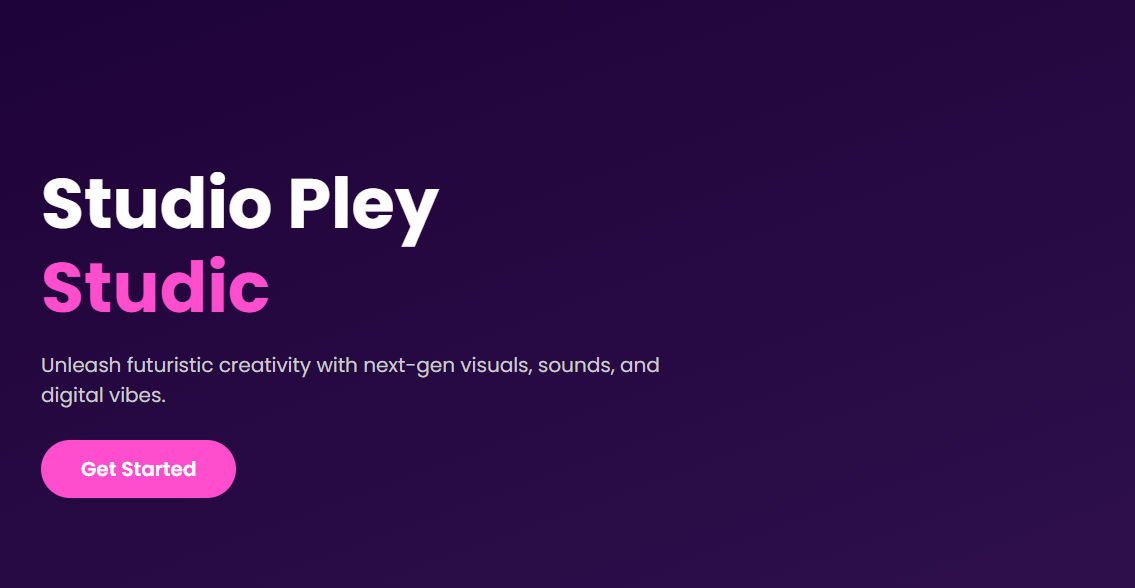 Studio Pley
Studic
Unleash futuristic creativity with next-gen visuals, sounds, and
digital vibes.
Get Started